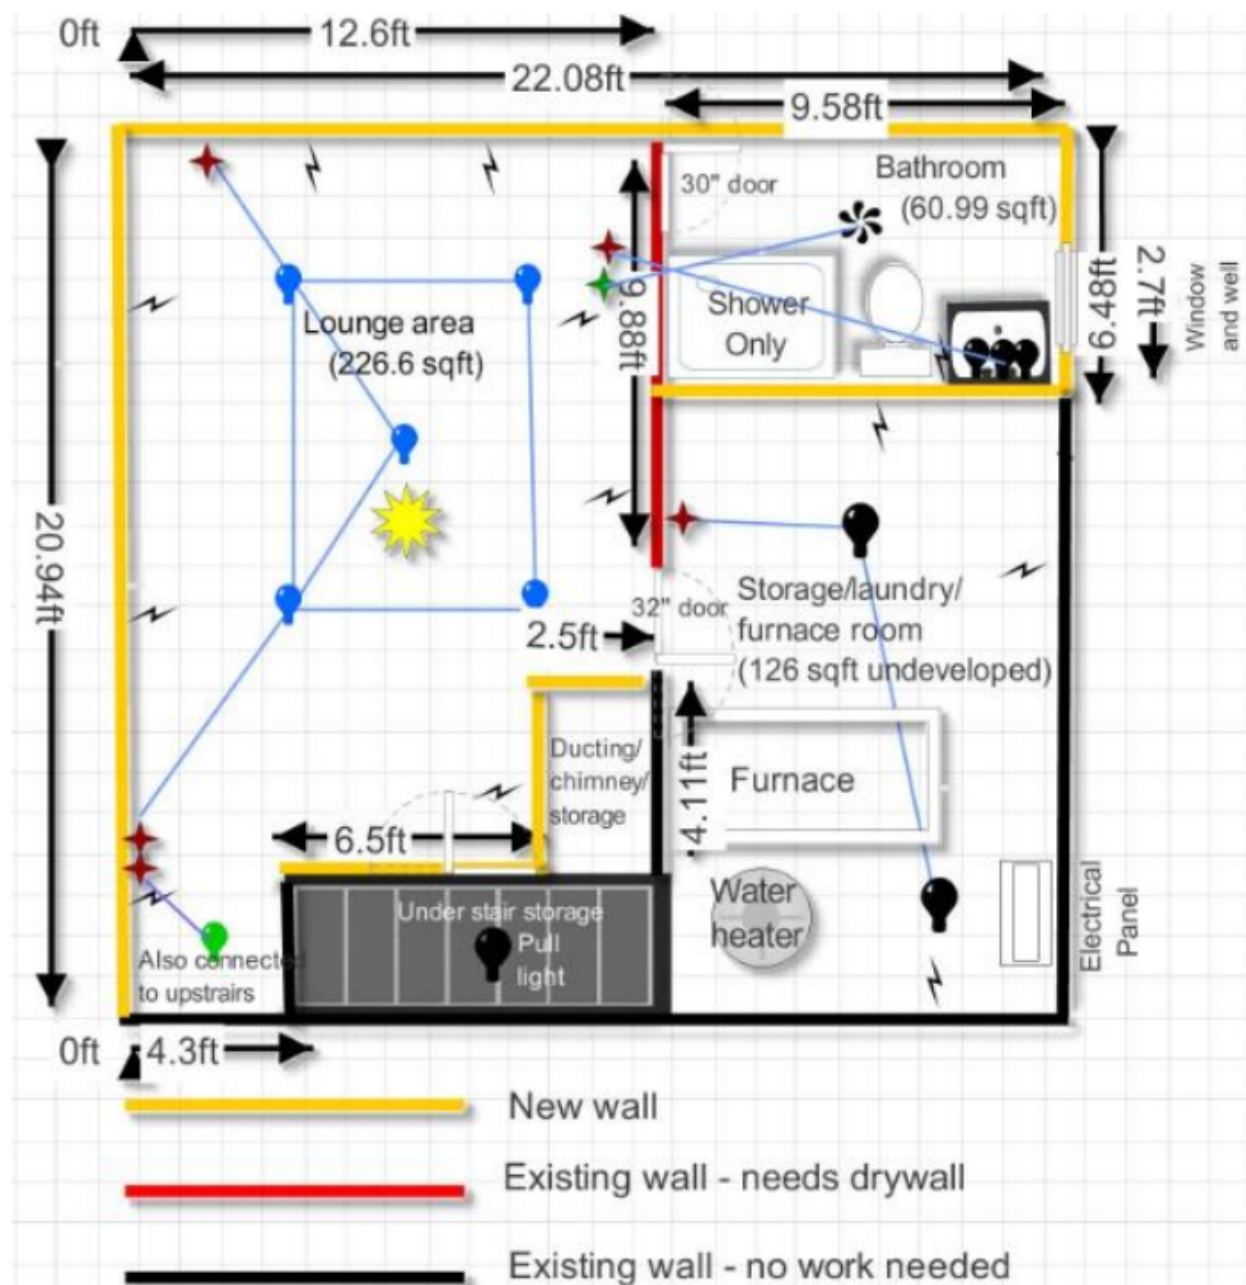 0ft
12.6ft
22.08ft
9.58ft
30" door
Bathroom
(60.99 sqft)
Shower
Only
9.88ft
6.48ft
2.7ft
Winpow
and well
Lounge area
(226.6 sqft)
20.94ft
32" door
2.5ft
Storage/laundry/
furnace room
(126 sqft undeveloped)
Ducting/
chimney/
storage
4.11ft
Furnace
6.5ft
Water
heater
Electrical
Panel
Under stair storage
Pull
light
Also connected
to upstrairs
0ft
4.3ft
New wall
Existing wall - needs drywall
Existing wall - no work needed